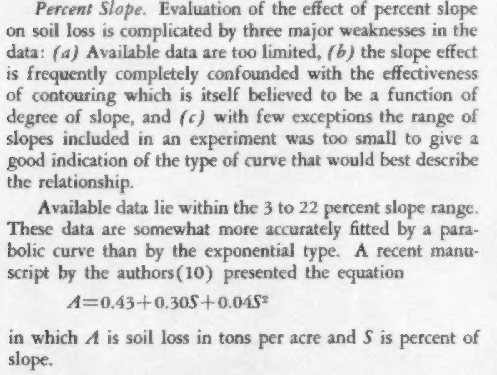 Percent Slope. Evaluation of the effect of percent slope
on soil loss is complicated by three major weaknesses in the
data: (a) Available data are too limited, (b) the slope effect
is frequently completely confounded with the effectiveness
of contouring which is itself believed to be a function of
degree of slope, and (c) with few exceptions the range of
slopes included in an experiment was too small to give a
good indication of the type of curve that would best describe
the relationship.
Available data lie within the 3 to 22 percent slope range.
These data are somewhat more accurately fitted by a para-
bolic curve than by the exponential type. A recent manu-
script by the authors(10) presented the equation
A=0.43+0.30S+0.04S²
in which A is soil loss in tons per acre and S is percent of
slope.